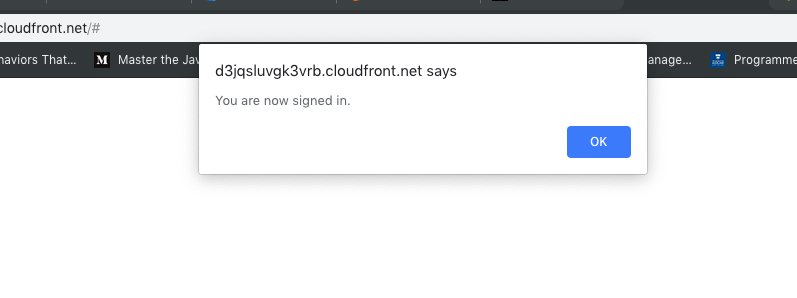 cloudfront.net/#
haviors That... M Master the Jav anage... Programme
d3jqsluvgk3vrb.cloudfront.net says
You are now signed in.
OK